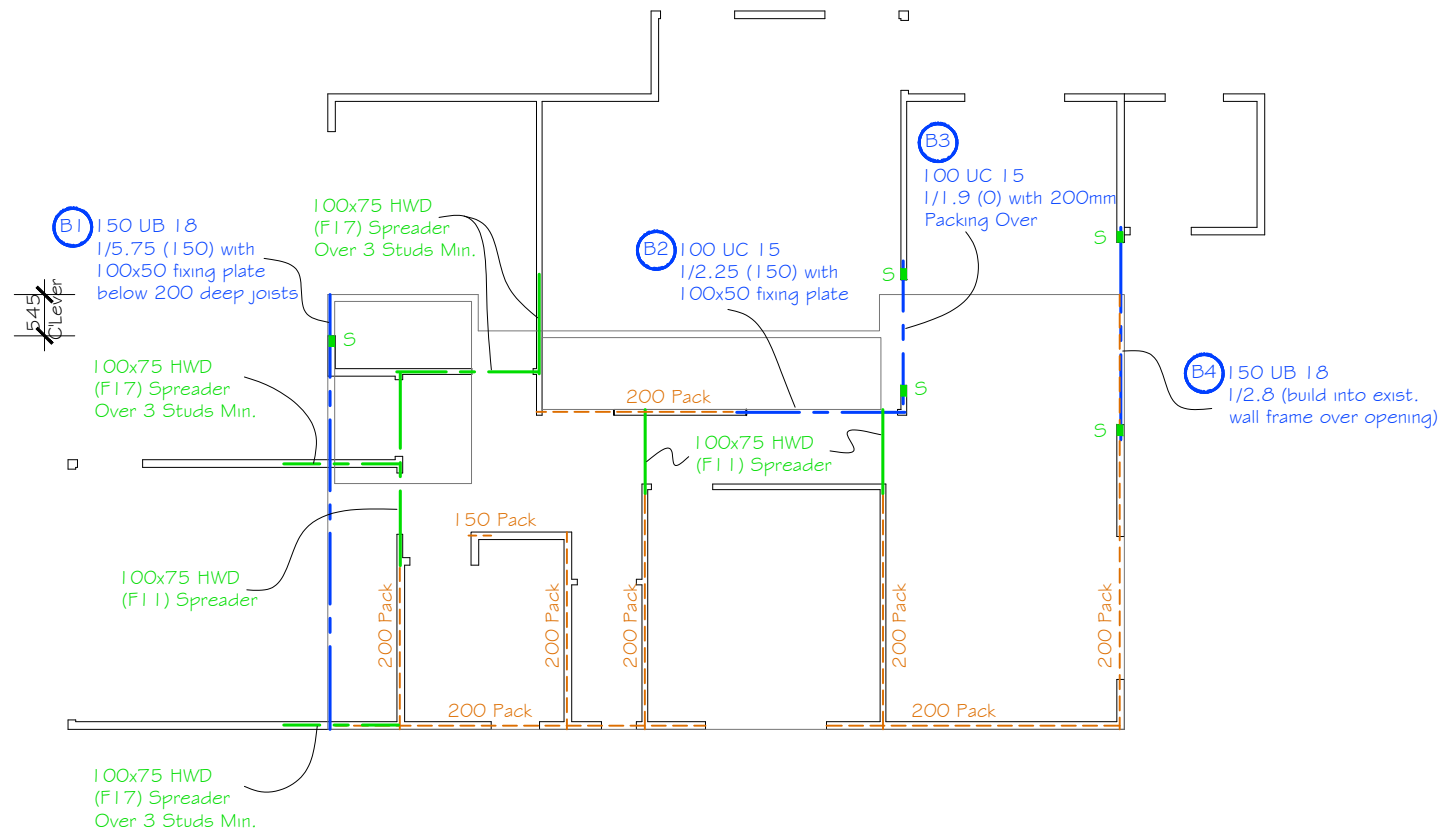 B3
100 UC 15
1/1.9 (0) with 200mm
Packing Over
100x75 HWD
(F17) Spreader
Over 3 Studs Min.
B1
150 UB 18
1/5.75 (150) with
100x50 fixing plate
below 200 deep joists
B2
100 UC 15
1/2.25 (150) with
100x50 fixing plate
S
S
545
C'Lever
S
100x75 HWD
(F17) Spreader
Over 3 Studs Min.
B4
150 UB 18
1/2.8 (build into exist.
wall frame over opening)
200 Pack
S
S
100x75 HWD
(F11) Spreader
150 Pack
100x75 HWD
(F11) Spreader
200 Pack
200 Pack
200 Pack
200 Pack
200 Pack
200 Pack
200 Pack
100x75 HWD
(F17) Spreader
Over 3 Studs Min.